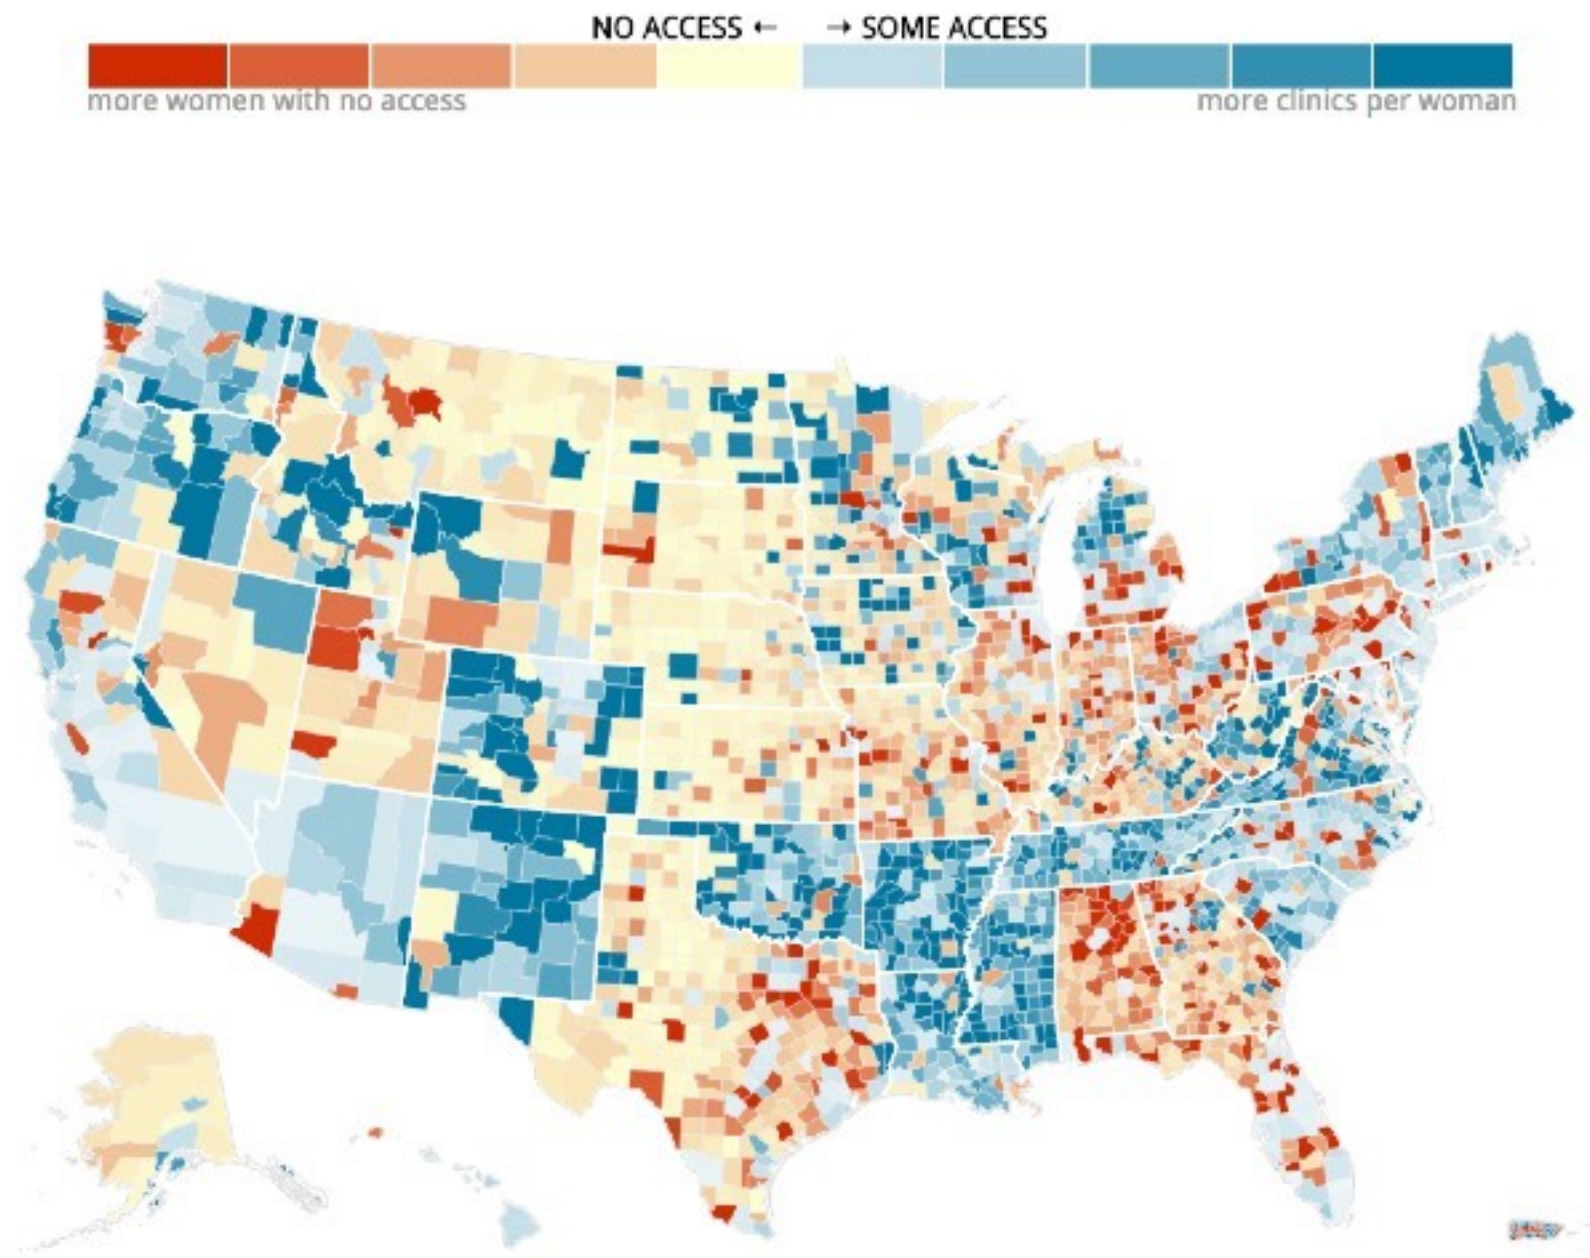 NO ACCESS ← → SOME ACCESS
more women with no access
more clinics per woman